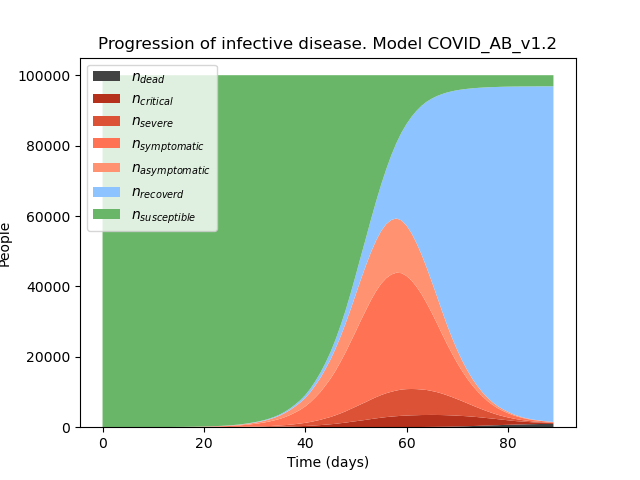 Progression of infective disease. Model COVID_AB_v1.2
100000
80000
60000
40000
20000
0
People
n_dead
n_critical
n_severe
n_symptomatic
n_asymptomatic
n_recoverd
n_susceptible
0 20 40 60 80
Time (days)